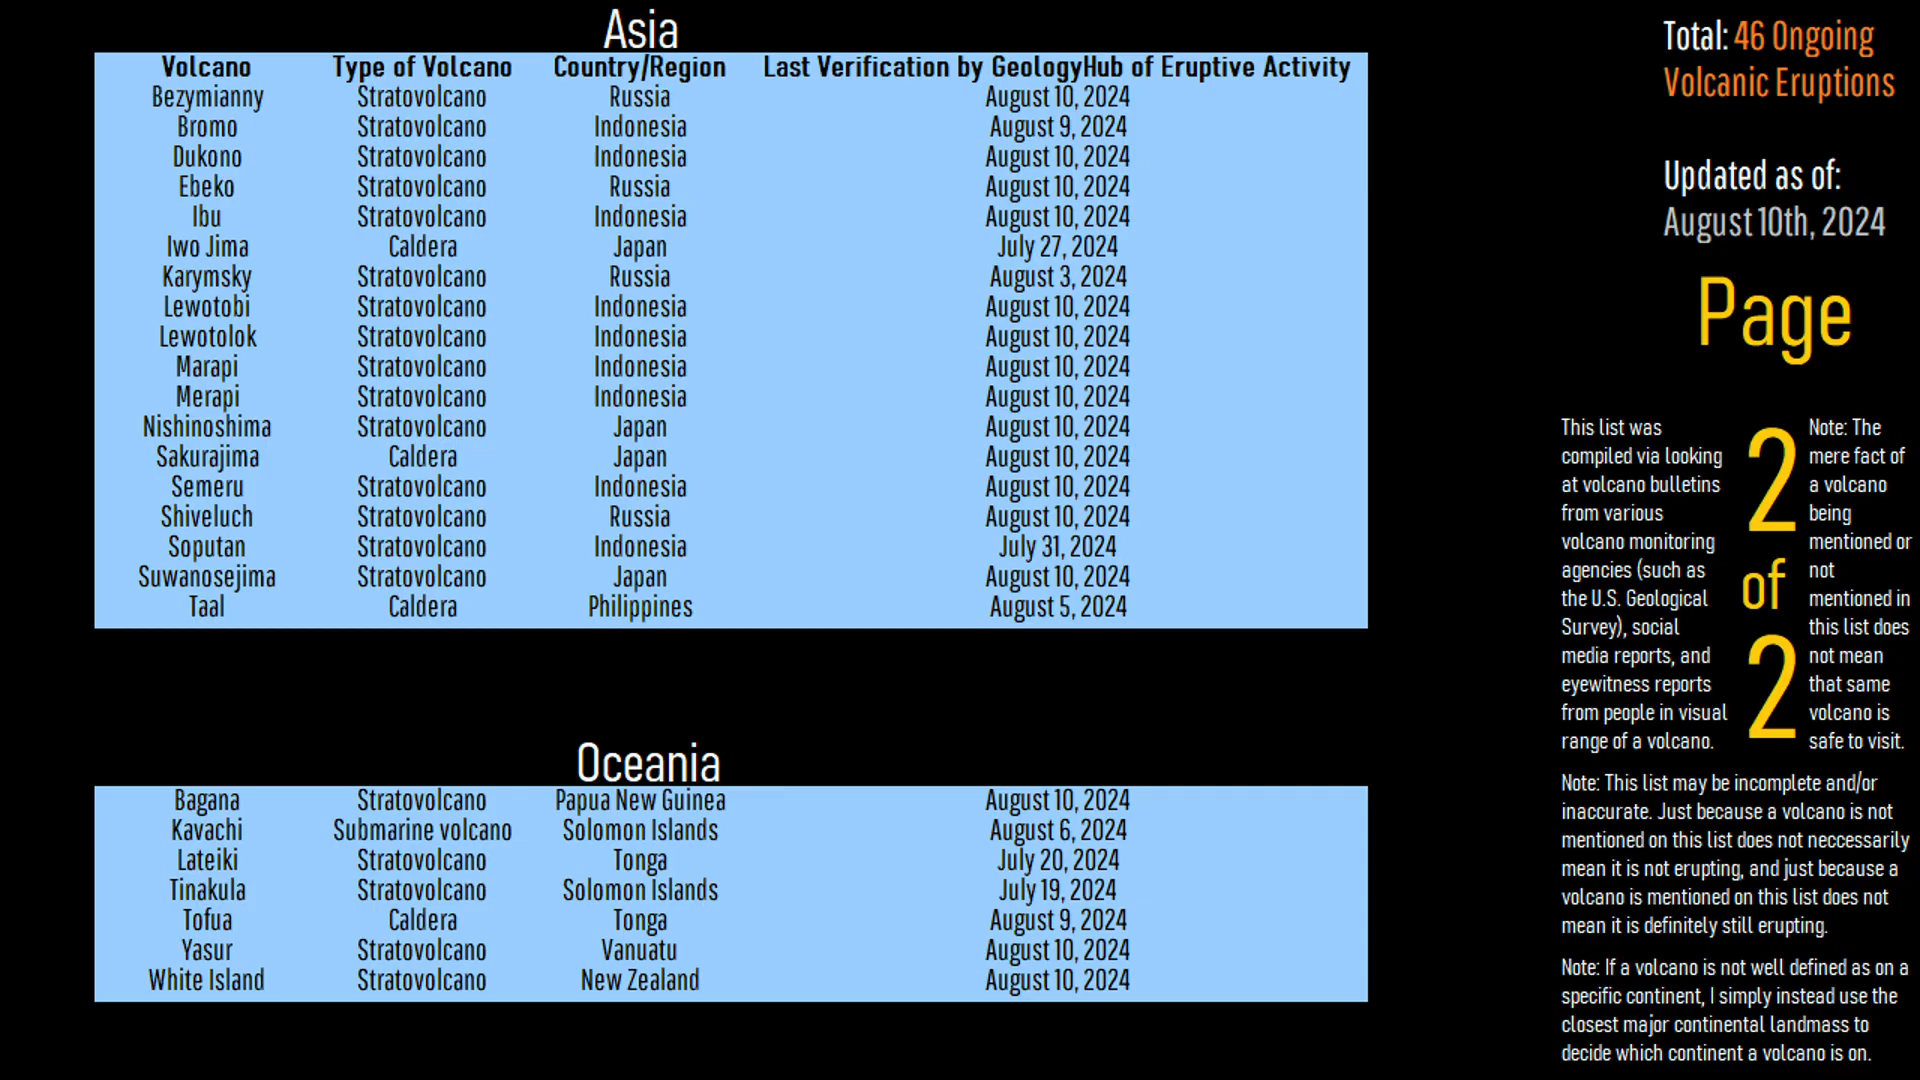 Asia
Volcano Type of Volcano Country/Region Last Verification by GeologyHub of Eruptive Activity
Bezymianny Stratovolcano Russia August 10, 2024
Bromo Stratovolcano Indonesia August 9, 2024
Dukono Stratovolcano Indonesia August 10, 2024
Ebeko Stratovolcano Russia August 10, 2024
Ibu Stratovolcano Indonesia August 10, 2024
Iwo Jima Caldera Japan July 27, 2024
Karymsky Stratovolcano Russia August 3, 2024
Lewotobi Stratovolcano Indonesia August 10, 2024
Lewotolok Stratovolcano Indonesia August 10, 2024
Marapi Stratovolcano Indonesia August 10, 2024
Merapi Stratovolcano Indonesia August 10, 2024
Nishinoshima Stratovolcano Japan August 10, 2024
Sakurajima Caldera Japan August 10, 2024
Semeru Stratovolcano Indonesia August 10, 2024
Shiveluch Stratovolcano Russia August 10, 2024
Soputan Stratovolcano Indonesia July 31, 2024
Suwanosejima Stratovolcano Japan August 10, 2024
Taal Caldera Philippines August 5, 2024
Oceania
Bagana Stratovolcano Papua New Guinea August 10, 2024
Kavachi Submarine volcano Solomon Islands August 6, 2024
Lateiki Stratovolcano Tonga July 20, 2024
Tinakula Stratovolcano Solomon Islands July 19, 2024
Tofua Caldera Tonga August 9, 2024
Yasur Stratovolcano Vanuatu August 10, 2024
White Island Stratovolcano New Zealand August 10, 2024
Total: 46 Ongoing
Volcanic Eruptions
Updated as of:
August 10th, 2024
Page
2
of
2
This list was
compiled via looking
at volcano bulletins
from various
volcano monitoring
agencies (such as
the U.S. Geological
Survey), social
media reports, and
eyewitness reports
from people in visual
range of a volcano.
Note: The
mere fact of
a volcano
being
mentioned or
not
mentioned in
this list does
not mean
that same
volcano is
safe to visit.
Note: This list may be incomplete and/or
inaccurate. Just because a volcano is not
mentioned on this list does not neccessarily
mean it is not erupting, and just because a
volcano is mentioned on this list does not
mean it is definitely still erupting.
Note: If a volcano is not well defined as on a
specific continent, I simply instead use the
closest major continental landmass to
decide which continent a volcano is on.